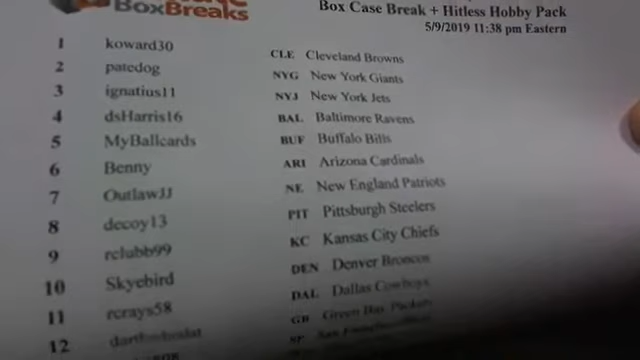 BoxBreaks
Box Case Break + Hitless Hobby Pack
5/9/2019 11:38 pm Eastern
1 koward30 CLE Cleveland Browns
2 patedog NYG New York Giants
3 ignatius11 NYJ New York Jets
4 dsHarris16 BAL Baltimore Ravens
5 MyBallcards BUF Buffalo Bills
6 Benny ARI Arizona Cardinals
7 OutlawJJ NE New England Patriots
8 decoy13 PIT Pittsburgh Steelers
9 rclubb99 KC Kansas City Chiefs
10 Skyebird DEN Denver Broncos
11 rcrays58 DAL Dallas Cowboys
12 GB Green Bay Packers